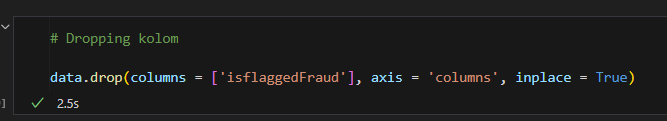 # Dropping kolom
data.drop(columns = ['isflaggedFraud'], axis = 'columns', inplace = True)
]
2.5s